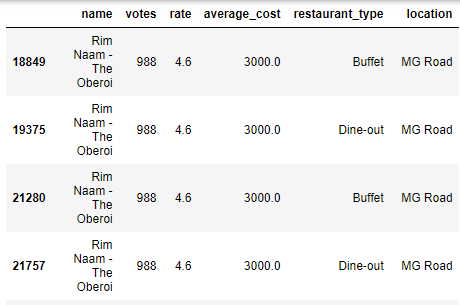 name votes rate average_cost restaurant_type location
Rim
Naam -
18849 The 988 4.6 3000.0 Buffet MG Road
Oberoi
Rim
Naam -
19375 The 988 4.6 3000.0 Dine-out MG Road
Oberoi
Rim
Naam -
21280 The 988 4.6 3000.0 Buffet MG Road
Oberoi
Rim
Naam -
21757 The 988 4.6 3000.0 Dine-out MG Road
Oberoi